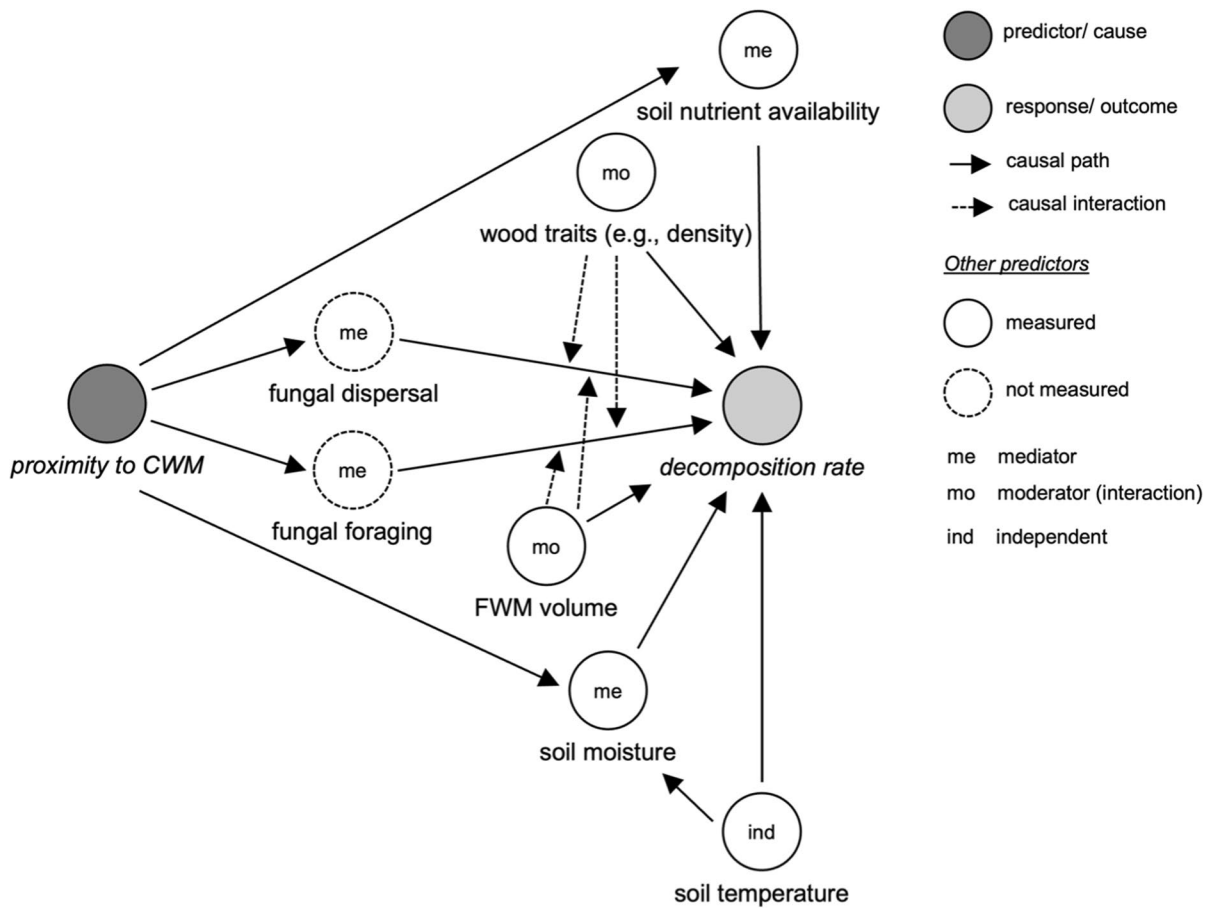 me
soil nutrient availability
mo
wood traits (e.g., density)
me
fungal dispersal
proximity to CWM
me
fungal foraging
decomposition rate
mo
FWM volume
me
soil moisture
ind
soil temperature
predictor/ cause
response/ outcome
causal path
causal interaction
Other predictors
measured
not measured
me mediator
mo moderator (interaction)
ind independent